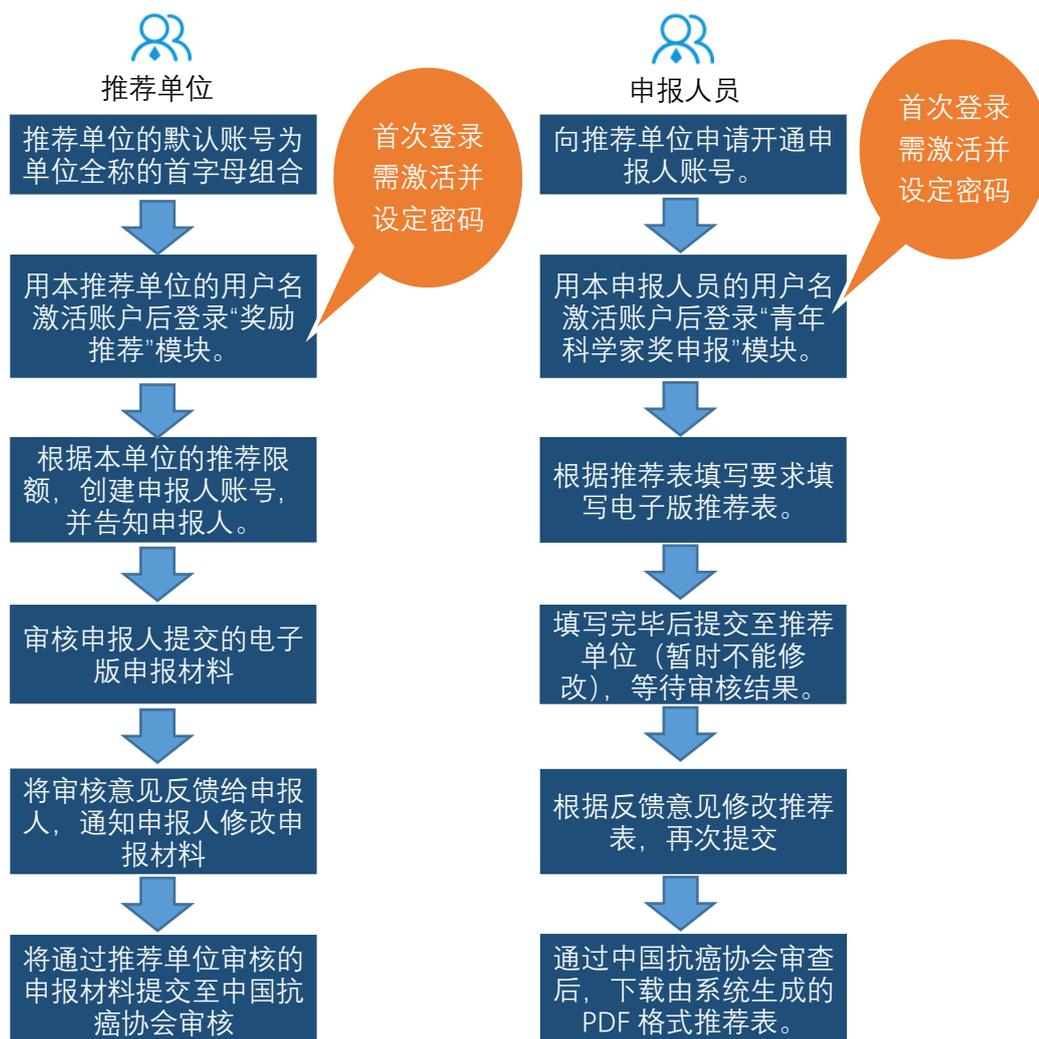 推荐单位
推荐单位的默认账号为
单位全称的首字母组合
首次登录
需激活并
设定密码
用本推荐单位的用户名
激活账户后登录“奖励
推荐”模块。
根据本单位的推荐限
额，创建申报人账号，
并告知申报人。
审核申报人提交的电子
版申报材料
将审核意见反馈给申报
人，通知申报人修改申
报材料
将通过推荐单位审核的
申报材料提交至中国抗
癌协会审核
申报人员
向推荐单位申请开通申
报人账号。
首次登录
需激活并
设定密码
用本申报人员的用户名
激活账户后登录“青年
科学家奖申报”模块。
根据推荐表填写要求填
写电子版推荐表。
填写完毕后提交至推荐
单位（暂时不能修
改），等待审核结果。
根据反馈意见修改推荐
表，再次提交
通过中国抗癌协会审查
后，下载由系统生成的
PDF 格式推荐表。